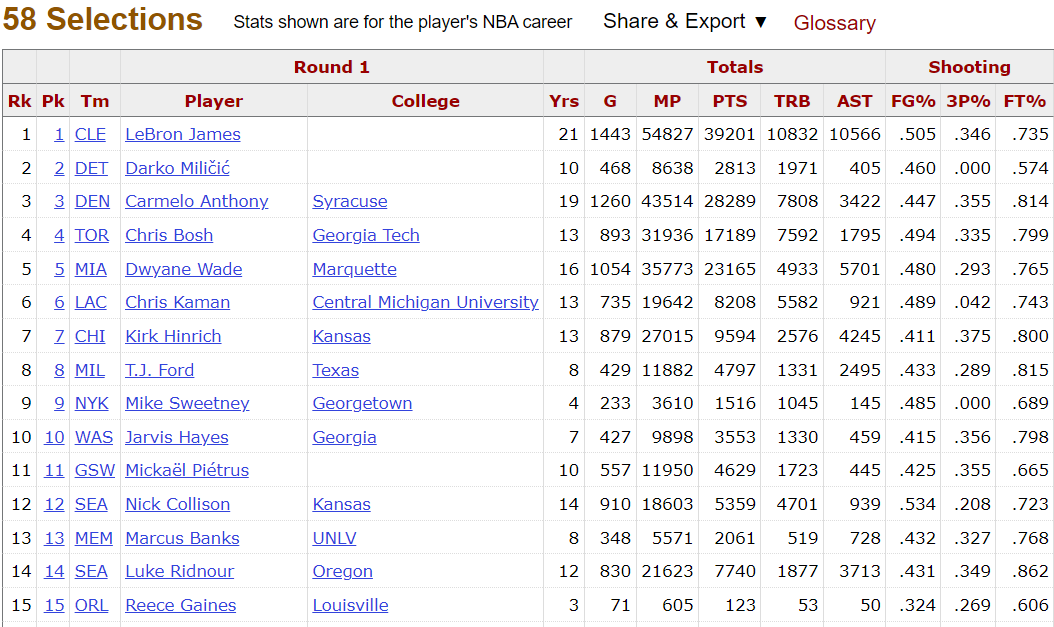 58 Selections Stats shown are for the player's NBA career Share & Export ▼ Glossary
Round 1 Totals Shooting
Rk Pk Tm Player College Yrs G MP PTS TRB AST FG% 3P% FT%
1 1 CLE LeBron James 21 1443 54827 39201 10832 10566 .505 .346 .735
2 2 DET Darko Miličić 10 468 8638 2813 1971 405 .460 .000 .574
3 3 DEN Carmelo Anthony Syracuse 19 1260 43514 28289 7808 3422 .447 .355 .814
4 4 TOR Chris Bosh Georgia Tech 13 893 31936 17189 7592 1795 .494 .335 .799
5 5 MIA Dwyane Wade Marquette 16 1054 35773 23165 4933 5701 .480 .293 .765
6 6 LAC Chris Kaman Central Michigan University 13 735 19642 8208 5582 921 .489 .042 .743
7 7 CHI Kirk Hinrich Kansas 13 879 27015 9594 2576 4245 .411 .375 .800
8 8 MIL T.J. Ford Texas 8 429 11882 4797 1331 2495 .433 .289 .815
9 9 NYK Mike Sweetney Georgetown 4 233 3610 1516 1045 145 .485 .000 .689
10 10 WAS Jarvis Hayes Georgia 7 427 9898 3553 1330 459 .415 .356 .798
11 11 GSW Mickaël Piétrus 10 557 11950 4629 1723 445 .425 .355 .665
12 12 SEA Nick Collison Kansas 14 910 18603 5359 4701 939 .534 .208 .723
13 13 MEM Marcus Banks UNLV 8 348 5571 2061 519 728 .432 .327 .768
14 14 SEA Luke Ridnour Oregon 12 830 21623 7740 1877 3713 .431 .349 .862
15 15 ORL Reece Gaines Louisville 3 71 605 123 53 50 .324 .269 .606